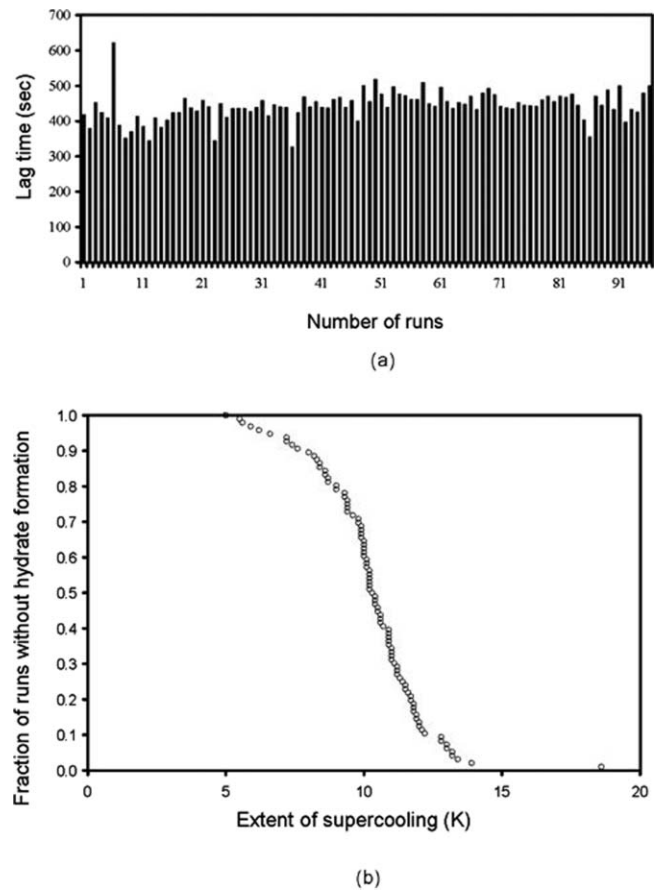 700
600
500
400
300
200
100
0
Lag time (sec)
1 11 21 31 41 51 61 71 81 91
Number of runs
(a)
1.0
0.9
0.8
0.7
0.6
0.5
0.4
0.3
0.2
0.1
0.0
Fraction of runs without hydrate formation
0 5 10 15 20
Extent of supercooling (K)
(b)